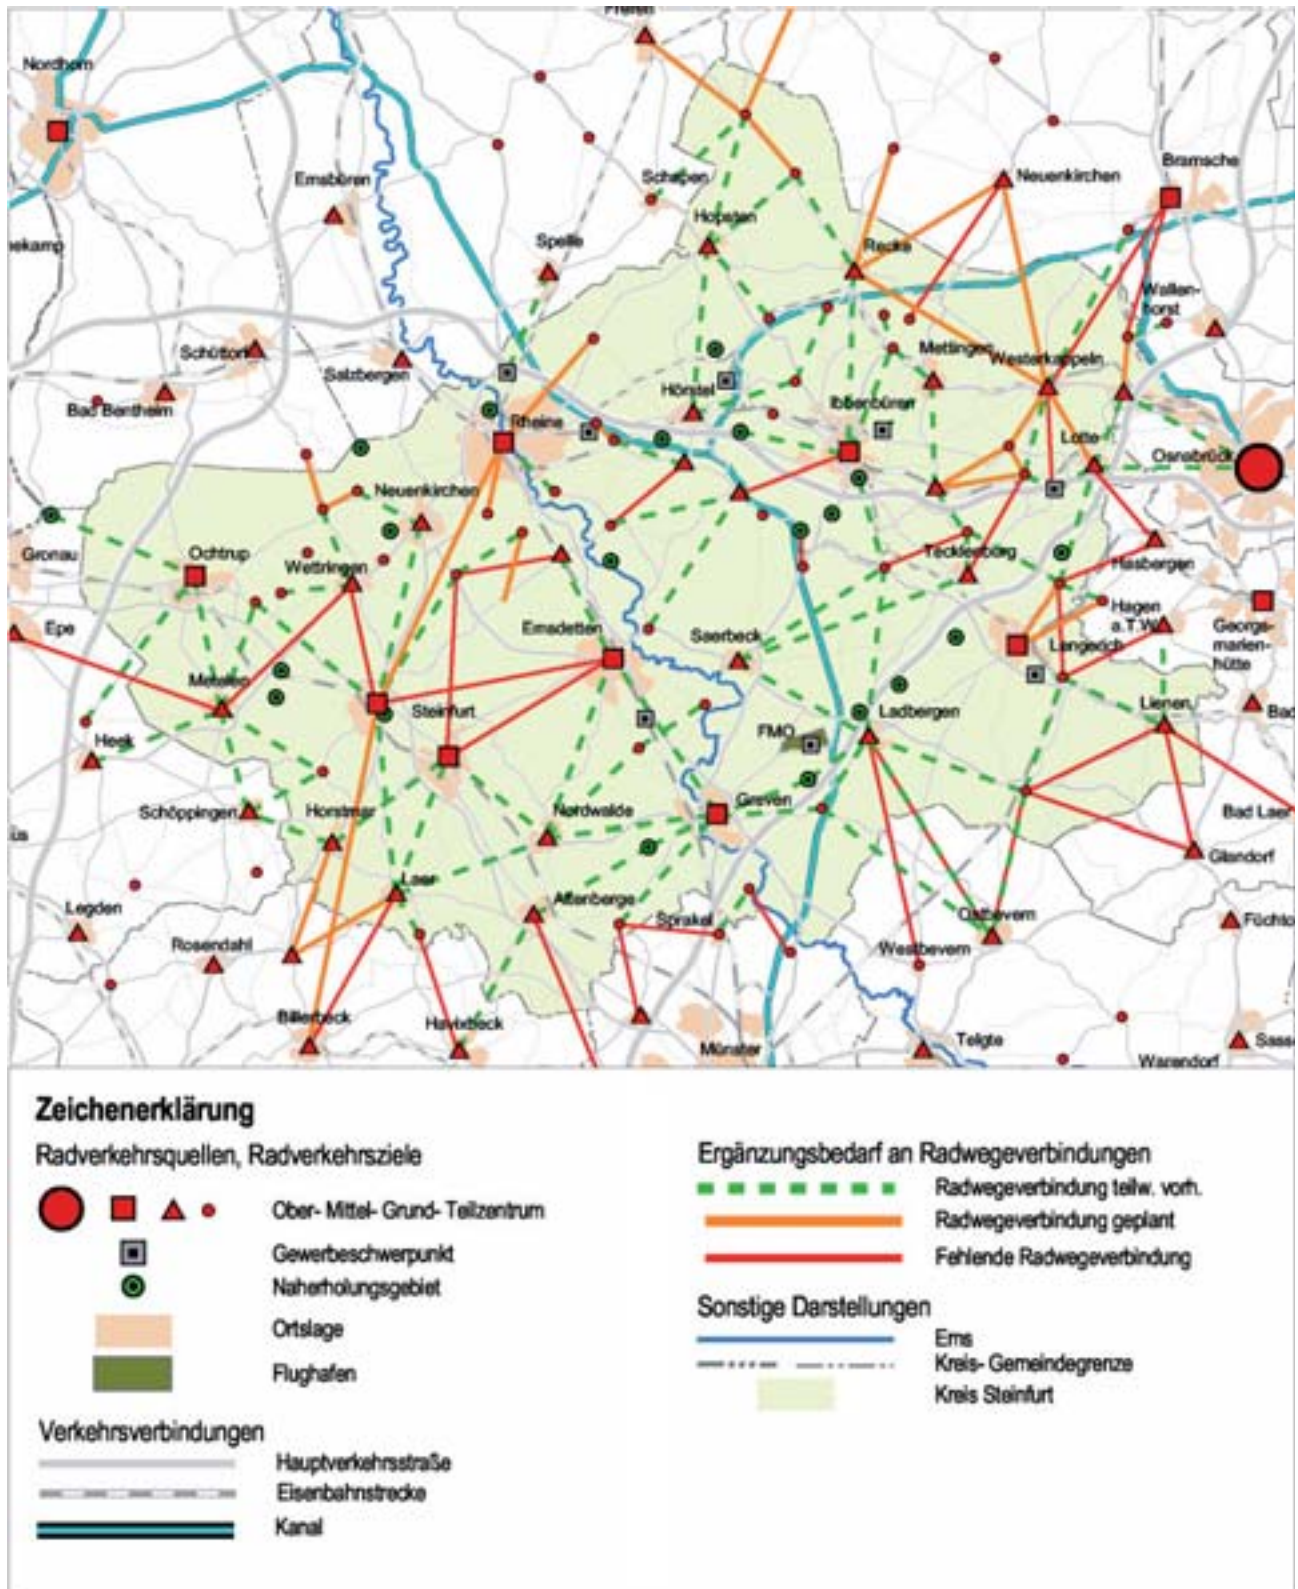 Freren
Nordhorn
Emsbüren
Schapen
Neuenkirchen
Bramsche
Hopsten
Spelle
Recke
Wallen-
horst
Schüttorf
Salzbergen
Mettingen
Westerkappeln
Bad Bentheim
Hörstel
Ibbenbüren
Rheine
Lotte
Osnabrück
Neuenkirchen
Gronau
Ochtrup
Wettringen
Tecklenburg
Hasbergen
Epe
Emsdetten
Saerbeck
Hagen
a.T.W.
Georgs-
marien-
hütte
Lengerich
Metelen
Steinfurt
Ladbergen
Lienen
Bad
Heek
FMO
Schöppingen
Horstmar
Nordwalde
Greven
Bad Laer
Glandorf
Laer
Legden
Altenberge
Sprakel
Ostbevern
Füchto
Rosendahl
Westbevern
Billerbeck
Havixbeck
Münster
Telgte
Warendorf
Sass
Zeichenerklärung
Radverkehrsquellen, Radverkehrsziele
Ober- Mittel- Grund- Teilzentrum
Gewerbeschwerpunkt
Naherholungsgebiet
Ortslage
Flughafen
Verkehrsverbindungen
Hauptverkehrsstraße
Eisenbahnstrecke
Kanal
Ergänzungsbedarf an Radwegeverbindungen
Radwegeverbindung teilw. vorh.
Radwegeverbindung geplant
Fehlende Radwegeverbindung
Sonstige Darstellungen
Ems
Kreis- Gemeindegrenze
Kreis Steinfurt